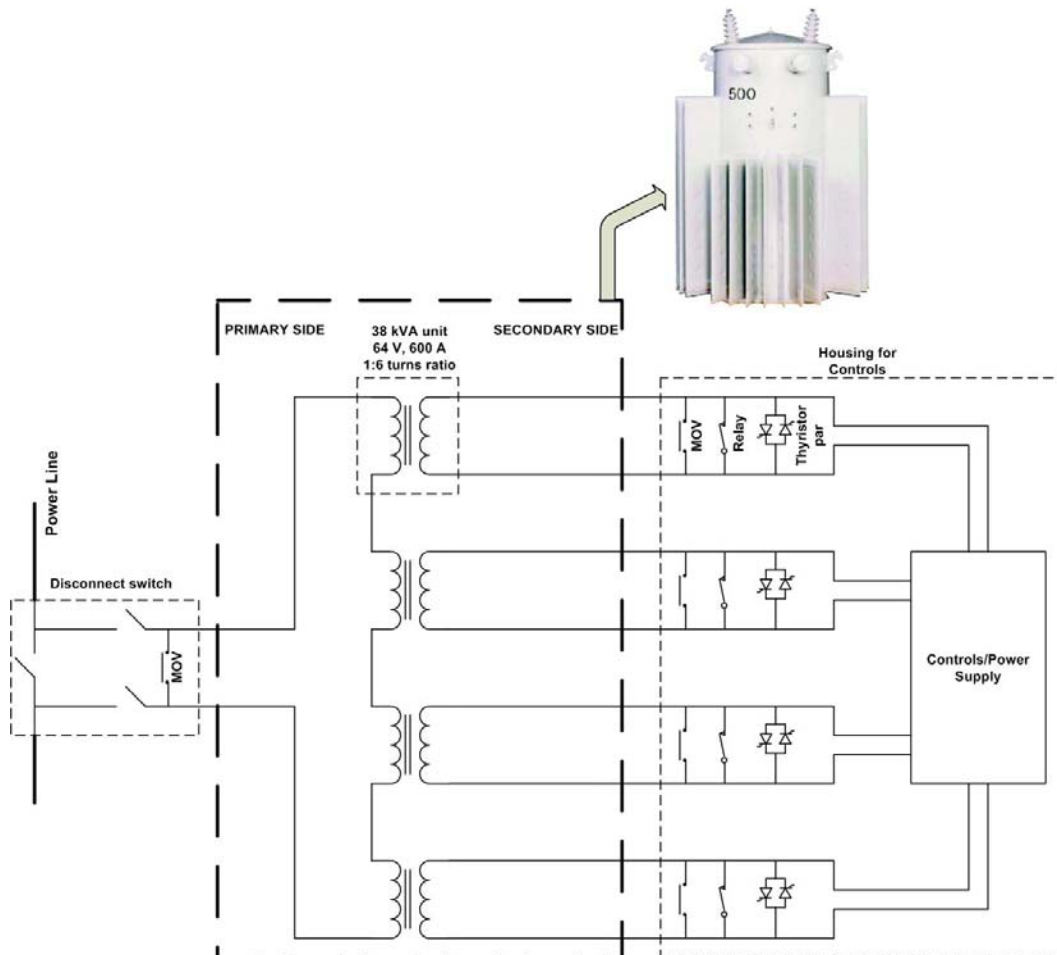 500
PRIMARY SIDE
38 kVA unit
64 V, 600 A
1:6 turns ratio
SECONDARY SIDE
Housing for
Controls
MOV
Relay
Thyristor
par
Power Line
Disconnect switch
MOV
Controls/Power
Supply